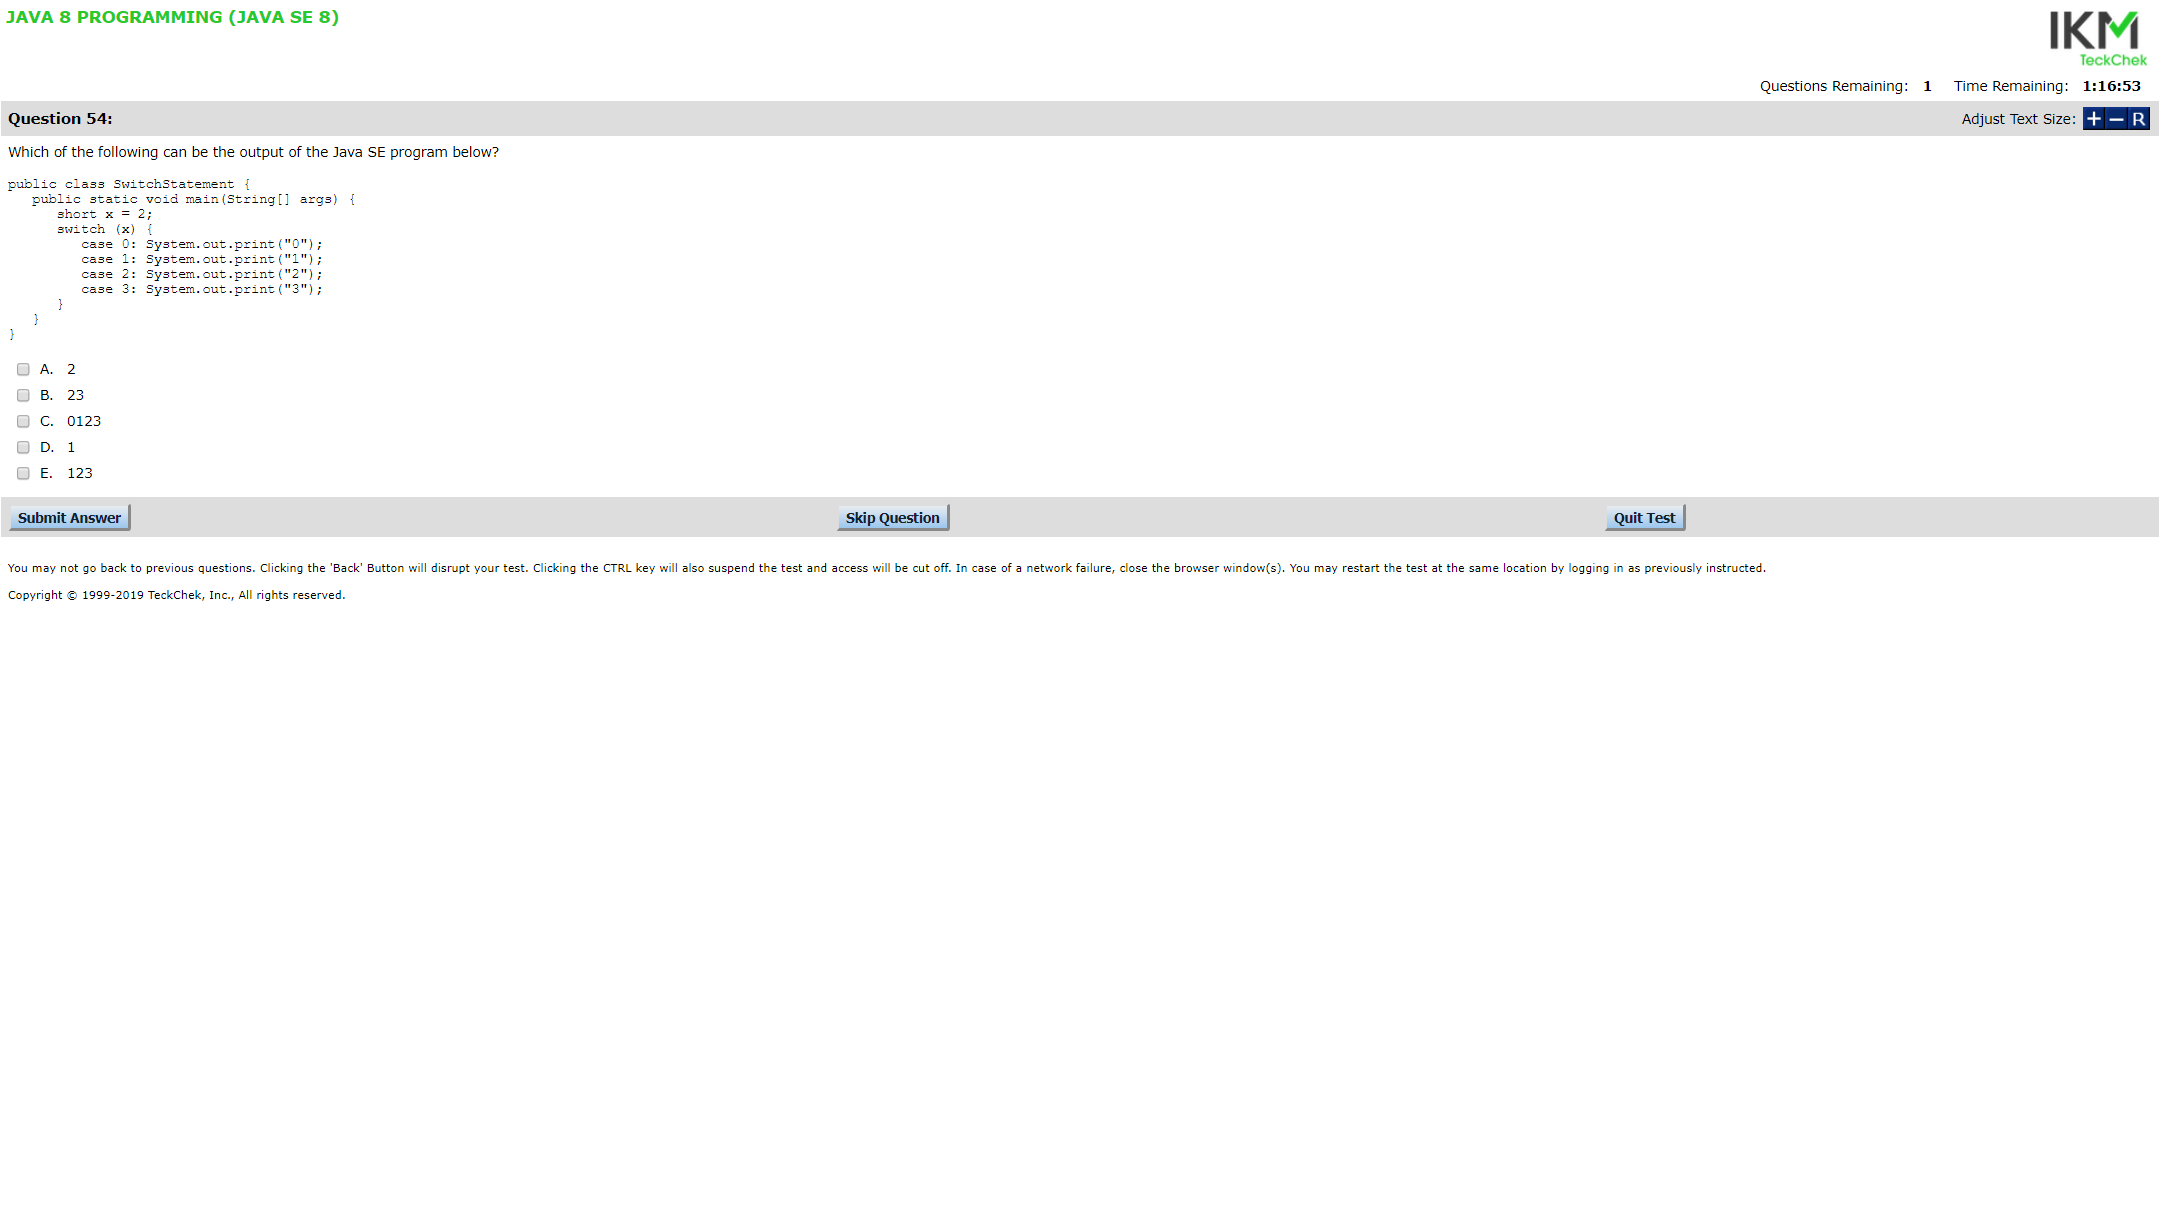 JAVA 8 PROGRAMMING (JAVA SE 8)
IKM
TeckChek
Questions Remaining: 1 Time Remaining: 1:16:53
Question 54:
Adjust Text Size: + − R
Which of the following can be the output of the Java SE program below?
public class SwitchStatement {
   public static void main(String[] args) {
      short x = 2;
      switch (x) {
         case 0: System.out.print("0");
         case 1: System.out.print("1");
         case 2: System.out.print("2");
         case 3: System.out.print("3");
      }
   }
}
A. 2
B. 23
C. 0123
D. 1
E. 123
Submit Answer Skip Question Quit Test
You may not go back to previous questions. Clicking the 'Back' Button will disrupt your test. Clicking the CTRL key will also suspend the test and access will be cut off. In case of a network failure, close the browser window(s). You may restart the test at the same location by logging in as previously instructed.
Copyright © 1999-2019 TeckChek, Inc., All rights reserved.